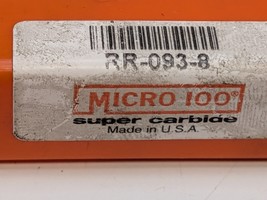 RR-093-8
MICRO 100®
super carbide
Made in U.S.A.